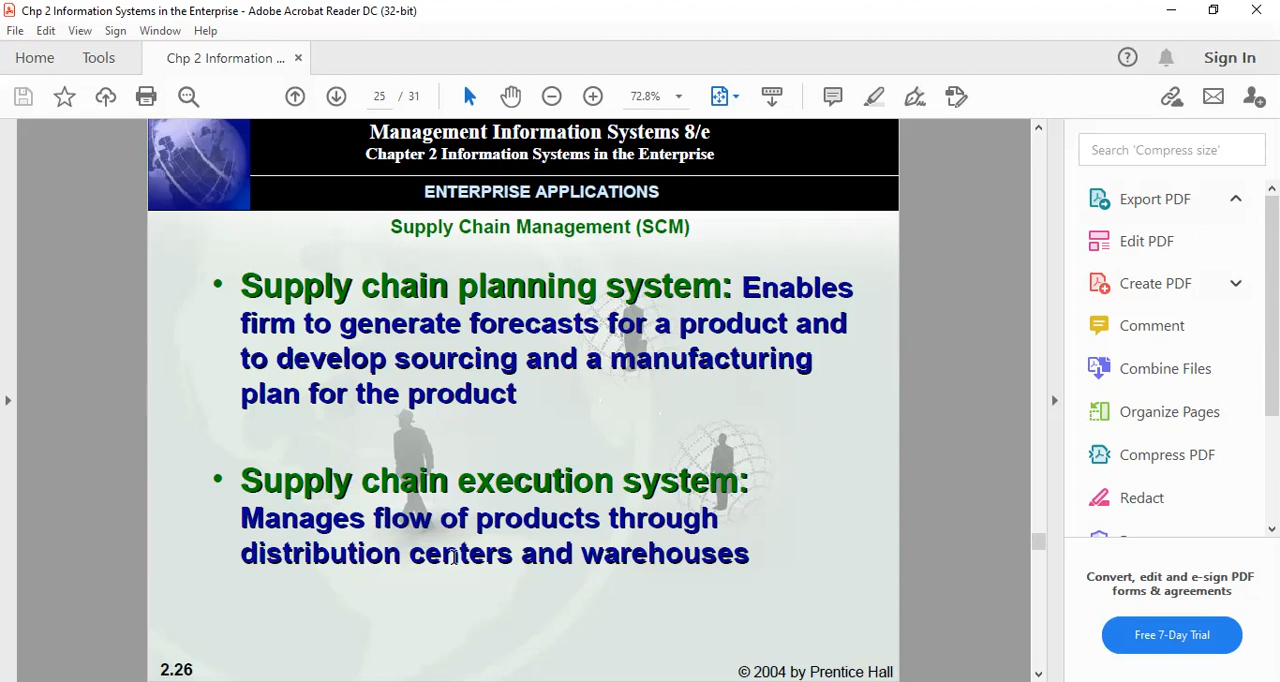 Chp 2 Information Systems in the Enterprise - Adobe Acrobat Reader DC (32-bit)
File Edit View Sign Window Help
Home Tools Chp 2 Information ... × Sign In
25 / 31 72.8%
Management Information Systems 8/e
Chapter 2 Information Systems in the Enterprise
ENTERPRISE APPLICATIONS
Supply Chain Management (SCM)
• Supply chain planning system: Enables
firm to generate forecasts for a product and
to develop sourcing and a manufacturing
plan for the product
• Supply chain execution system:
Manages flow of products through
distribution centers and warehouses
2.26
© 2004 by Prentice Hall
Search 'Compress size'
Export PDF
Edit PDF
Create PDF
Comment
Combine Files
Organize Pages
Compress PDF
Redact
Convert, edit and e-sign PDF
forms & agreements
Free 7-Day Trial